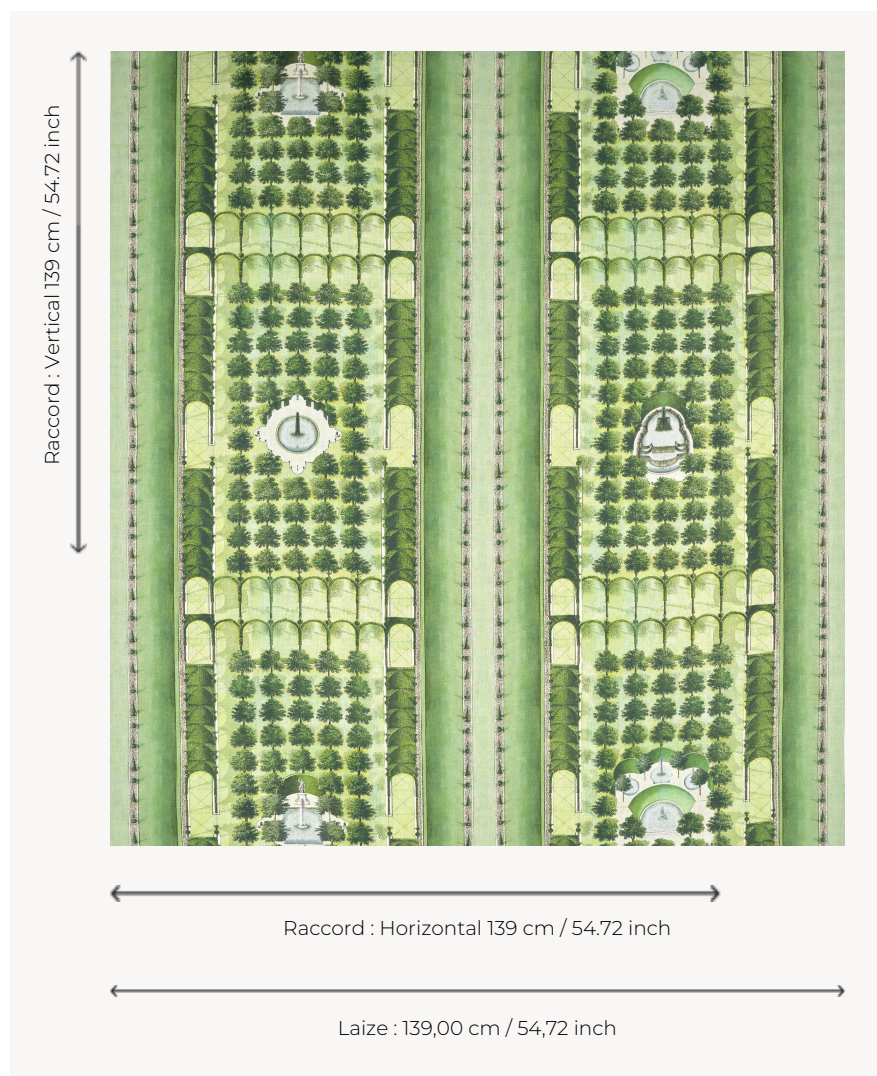 Raccord : Vertical 139 cm / 54.72 inch
Raccord : Horizontal 139 cm / 54.72 inch
Laize : 139,00 cm / 54,72 inch